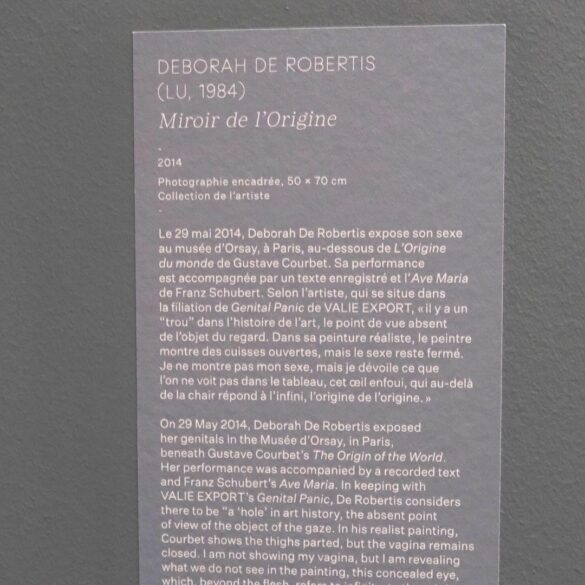 DEBORAH DE ROBERTIS
(LU, 1984)
Miroir de l'Origine
-
2014
Photographie encadrée, 50 × 70 cm
Collection de l'artiste
-
Le 29 mai 2014, Deborah De Robertis expose son sexe
au musée d'Orsay, à Paris, au-dessous de L'Origine
du monde de Gustave Courbet. Sa performance
est accompagnée par un texte enregistré et l'Ave Maria
de Franz Schubert. Selon l'artiste, qui se situe dans
la filiation de Genital Panic de VALIE EXPORT, « il y a un
“trou” dans l'histoire de l'art, le point de vue absent
de l'objet du regard. Dans sa peinture réaliste, le peintre
montre des cuisses ouvertes, mais le sexe reste fermé.
Je ne montre pas mon sexe, mais je dévoile ce que
l'on ne voit pas dans le tableau, cet œil enfoui, qui au-delà
de la chair répond à l'infini, l'origine de l'origine. »
On 29 May 2014, Deborah De Robertis exposed
her genitals in the Musée d'Orsay, in Paris,
beneath Gustave Courbet's The Origin of the World.
Her performance was accompanied by a recorded text
and Franz Schubert's Ave Maria. In keeping with
VALIE EXPORT's Genital Panic, De Robertis considers
there to be “a ‘hole’ in art history, the absent point
of view of the object of the gaze. In his realist painting,
Courbet shows the thighs parted, but the vagina remains
closed. I am not showing my vagina, but I am revealing
what we do not see in the painting, this concealed eye,
which, beyond the flesh, refers to